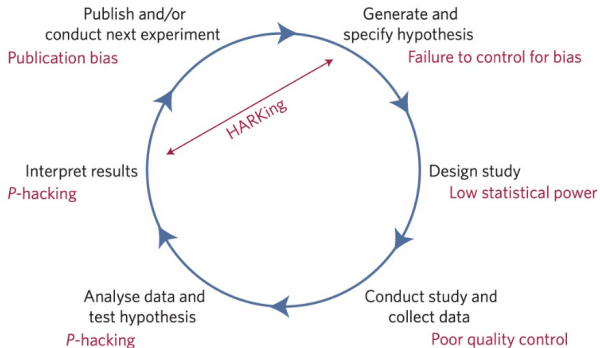 Publish and/or
conduct next experiment
Publication bias
Generate and
specify hypothesis
Failure to control for bias
HARKing
Interpret results
P-hacking
Design study
Low statistical power
Analyse data and
test hypothesis
P-hacking
Conduct study and
collect data
Poor quality control